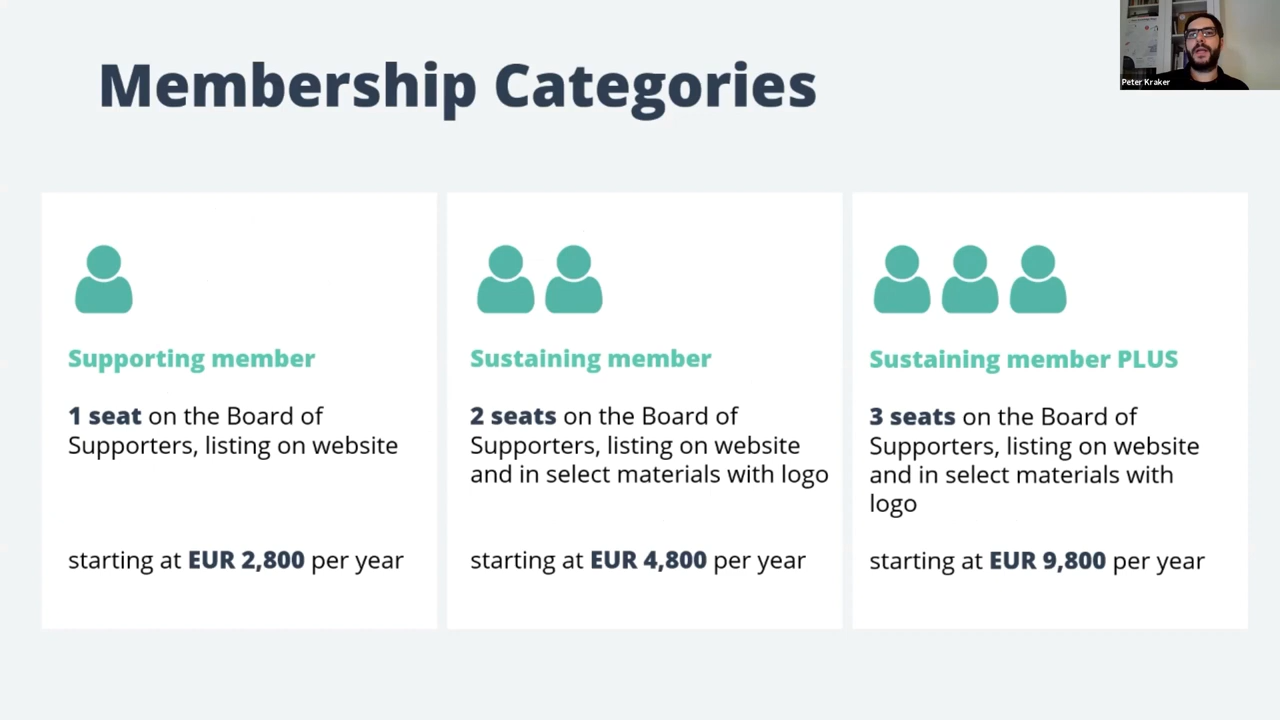 Membership Categories
Peter Kraker
Supporting member
1 seat on the Board of
Supporters, listing on website
starting at EUR 2,800 per year
Sustaining member
2 seats on the Board of
Supporters, listing on website
and in select materials with logo
starting at EUR 4,800 per year
Sustaining member PLUS
3 seats on the Board of
Supporters, listing on website
and in select materials with
logo
starting at EUR 9,800 per year